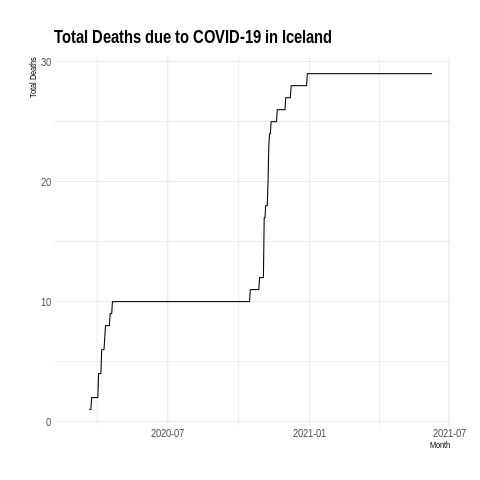 Total Deaths due to COVID-19 in Iceland
Total Deaths
30
20
10
0
2020-07
2021-01
2021-07
Month